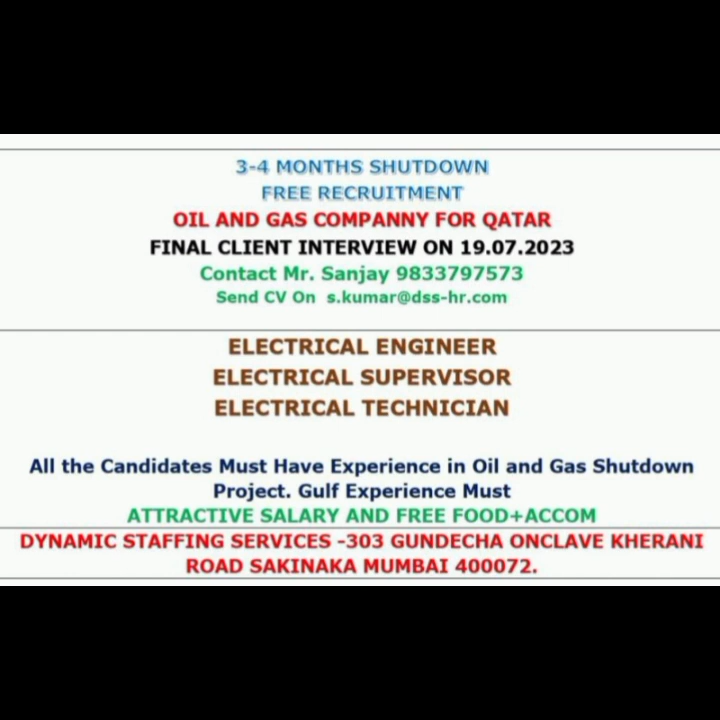 3-4 MONTHS SHUTDOWN
FREE RECRUITMENT
OIL AND GAS COMPANNY FOR QATAR
FINAL CLIENT INTERVIEW ON 19.07.2023
Contact Mr. Sanjay 9833797573
Send CV On s.kumar@dss-hr.com
ELECTRICAL ENGINEER
ELECTRICAL SUPERVISOR
ELECTRICAL TECHNICIAN
All the Candidates Must Have Experience in Oil and Gas Shutdown
Project. Gulf Experience Must
ATTRACTIVE SALARY AND FREE FOOD+ACCOM
DYNAMIC STAFFING SERVICES -303 GUNDECHA ONCLAVE KHERANI
ROAD SAKINAKA MUMBAI 400072.